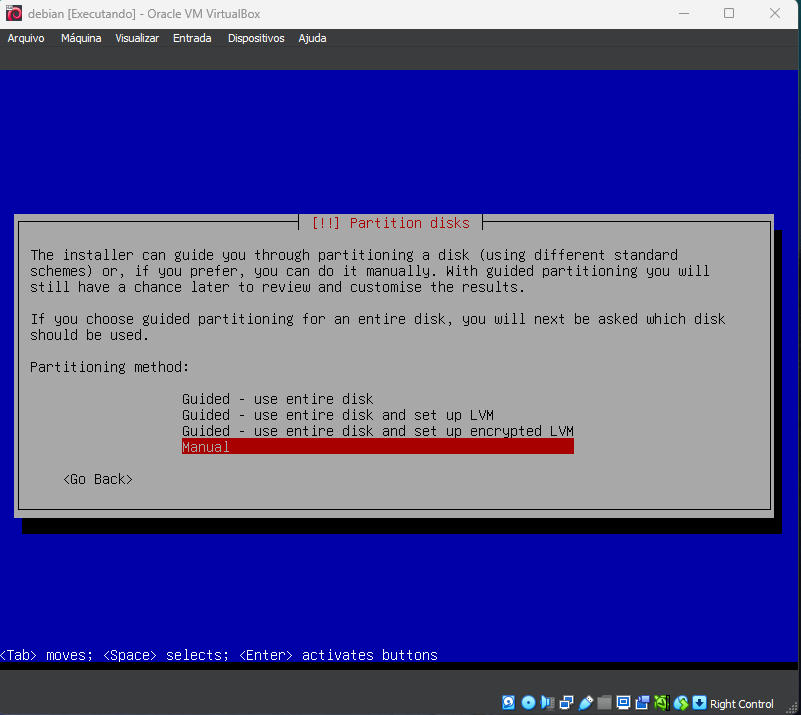 debian [Executando] - Oracle VM VirtualBox
Arquivo Máquina Visualizar Entrada Dispositivos Ajuda
[!!] Partition disks
The installer can guide you through partitioning a disk (using different standard
schemes) or, if you prefer, you can do it manually. With guided partitioning you will
still have a chance later to review and customise the results.
If you choose guided partitioning for an entire disk, you will next be asked which disk
should be used.
Partitioning method:
Guided - use entire disk
Guided - use entire disk and set up LVM
Guided - use entire disk and set up encrypted LVM
Manual
<Go Back>
<Tab> moves; <Space> selects; <Enter> activates buttons
Right Control